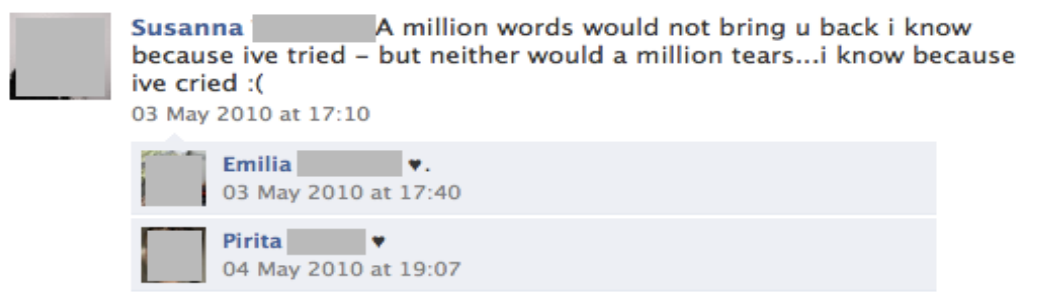 Susanna A million words would not bring u back i know
because ive tried – but neither would a million tears...i know because
ive cried :(
03 May 2010 at 17:10
Emilia ♥.
03 May 2010 at 17:40
Pirita ♥
04 May 2010 at 19:07